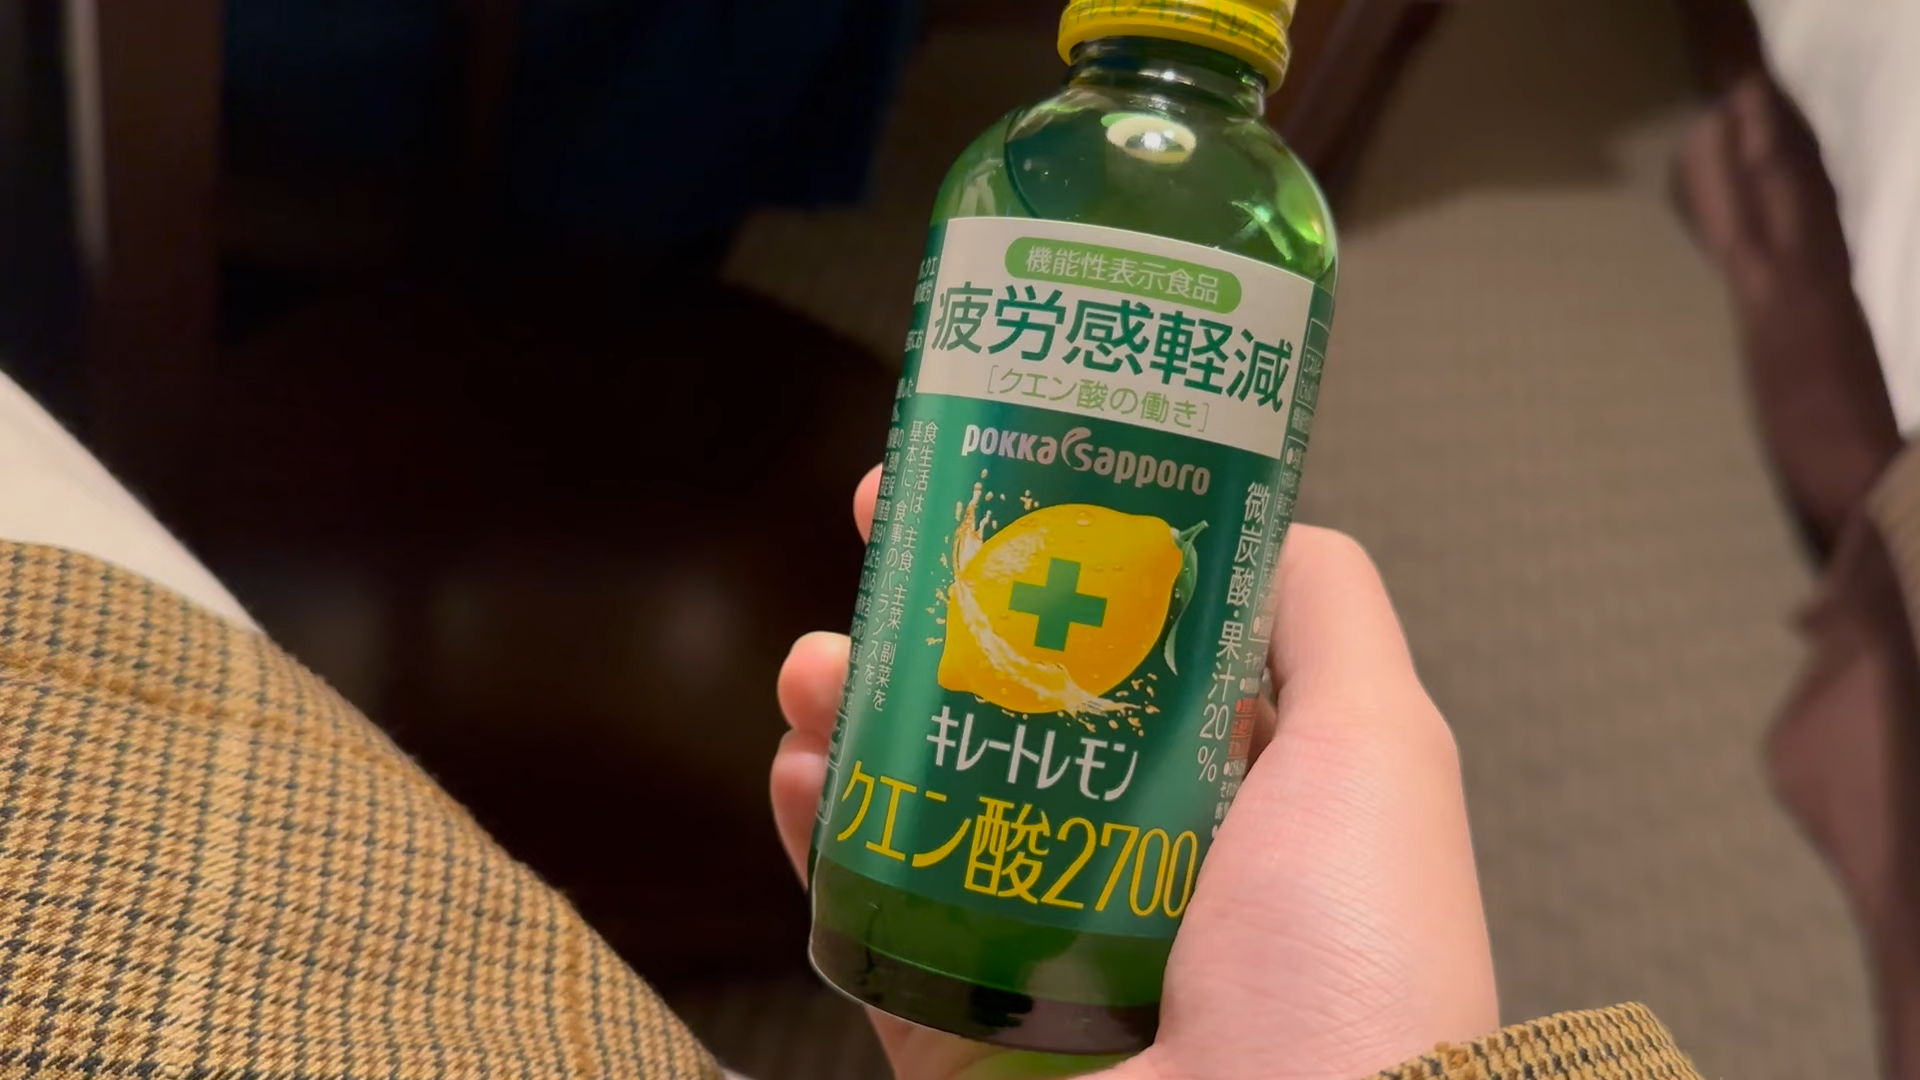 機能性表示食品
疲労感軽減
[クエン酸の働き]
pokka sapporo
食生活は、主食、主菜、副菜を
基本に、食事のバランスを。
微炭酸・果汁20%
キレートレモン
クエン酸2700